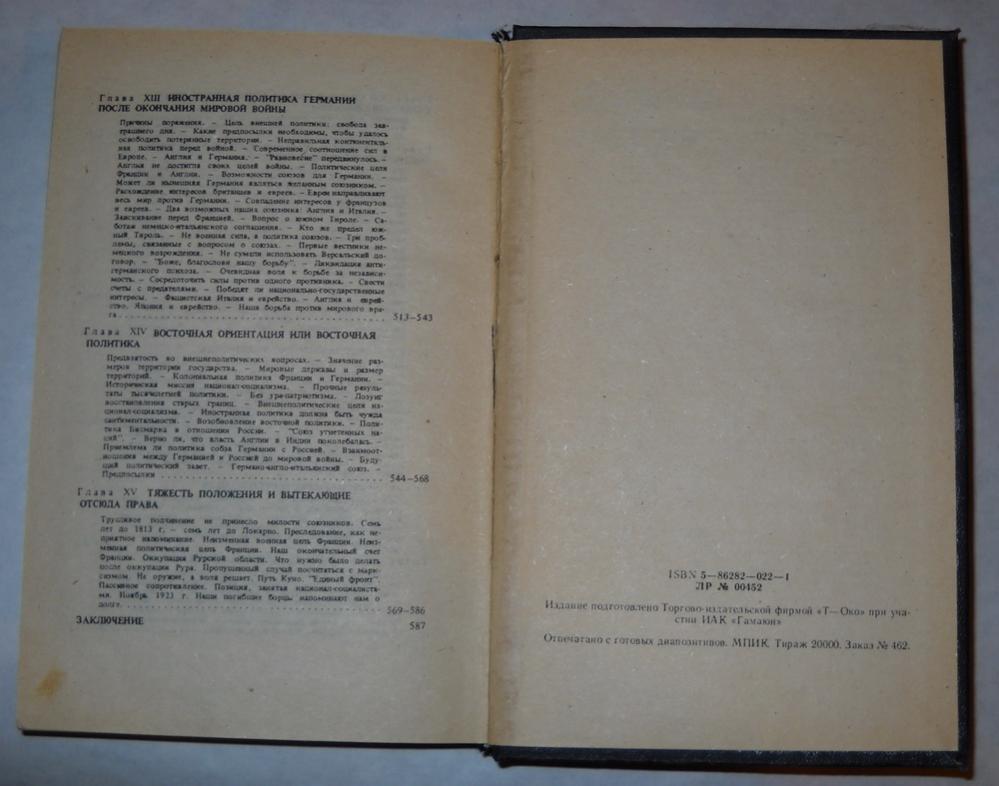 Глава XIII ИНОСТРАННАЯ ПОЛИТИКА ГЕРМАНИИ
ПОСЛЕ ОКОНЧАНИЯ МИРОВОЙ ВОЙНЫ
Причины поражения. – Цель внешней политики: свобода зав-
трашнего дня. – Какие предпосылки необходимы, чтобы удалось
освободить потерянные территории. – Неправильная континенталь-
ная политика перед войной. – Современное соотношение сил в
Европе. – Англия и Германия. – "Равновесие" передвинулось. –
Англия не достигла своих целей войны. – Политические цели
Франции и Англии. – Возможности союзов для Германии. –
Может ли нынешняя Германия являться желанным союзником. –
Расхождение интересов британцев и евреев. – Евреи направливают
весь мир против Германии. – Совпадение интересов у французов
и евреев. – Два возможных наших союзника: Англия и Италия. –
Заискивание перед Францией. – Вопрос о южном Тироле. – Са-
ботаж немецко-итальянского соглашения. – Кто же предел юж-
ный Тироль. – Не военная сила, а политика союзов. – Три проб-
лемы, связанные с вопросом о союзах. – Первые вестники не-
мецкого возрождения. – Не сумели использовать Версальский до-
говор. – "Боже, благослови нашу борьбу". – Ликвидация анти-
германского психоза. – Очевидная воля к борьбе за независи-
мость. – Сосредоточить силы против одного противника. – Свести
счеты с предателями. – Победят ли национально-государственные
интересы. – Фашистская Италия и еврейство. – Англия и еврей-
ство. Япония и еврейство. – Наша борьба против мирового вра-
га . . . . . . . . . . . . . . . . . . . . . . . . . . . . . . . . . . . . . 513–543
Глава XIV ВОСТОЧНАЯ ОРИЕНТАЦИЯ ИЛИ ВОСТОЧНАЯ
ПОЛИТИКА
Предвзятость во внешнеполитических вопросах. – Значение раз-
меров территории государства. – Мировые державы и размер
территорий. – Колониальная политика Франции и Германии. –
Историческая миссия национал-социализма. – Прочные резуль-
таты тысячелетней политики. – Без ура-патриотизма. – Лозунг
восстановления старых границ. – Внешнеполитические цели на-
ционал-социализма. – Иностранная политика должна быть чужда
сантиментальности. – Возобновление восточной политики. – Поли-
тика Бисмарка в отношении России. – "Союз угнетенных на-
ций". – Верно ли, что власть Англии в Индии поколебалась. –
Приемлема ли политика собза Германии с Россией. – Взаимоот-
ношения между Германией и Россией до мировой войны. – Буду-
щий политический завет. – Германо-англо-итальянский союз. –
Предпосылки . . . . . . . . . . . . . . . . . . . . . . . . . . . . . . 544–568
Глава XV ТЯЖЕСТЬ ПОЛОЖЕНИЯ И ВЫТЕКАЮЩИЕ
ОТСЮДА ПРАВА
Трусливое подчинение не принесло милости союзников. Семь
лет до 1813 г. – семь лет до Локарно. Преследование, как не-
приятное напоминание. Неизменная военная цель Франции. Неиз-
менная политическая цель Франции. Наш окончательный счет
Франции. Оккупация Рурской области. Что нужно было делать
после оккупации Рура. Пропущенный случай посчитаться с марк-
сизмом. Не оружие, а воля решает. Путь Куно. "Единый фронт".
Пассивное сопротивление. Позиция, занятая национал-социалиста-
ми. Ноябрь 1923 г. Наши погибшие борцы напоминают нам о
долге. . . . . . . . . . . . . . . . . . . . . . . . . . . . . . . . . . 569–586
ЗАКЛЮЧЕНИЕ 587
ISBN 5—86282—022—1
ЛР № 00452
Издание подготовлено Торгово-издательской фирмой «Т—Око» при уча-
стии ИАК «Гамаюн»
Отпечатано с готовых диапозитивов. МПИК. Тираж 20000. Заказ № 462.